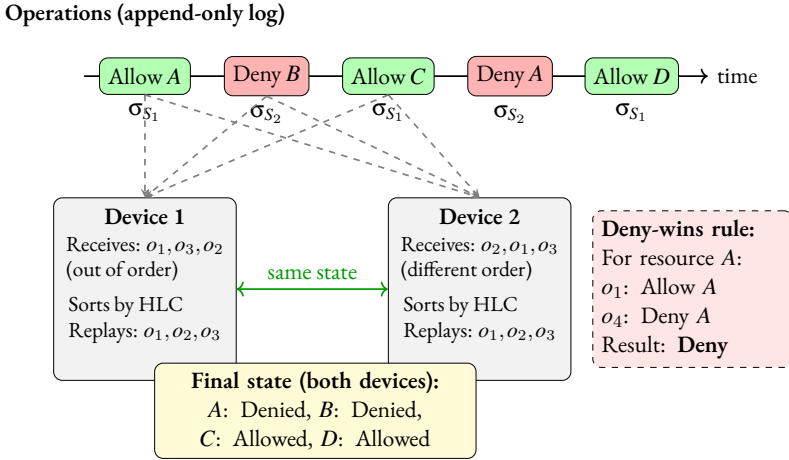 Operations (append-only log)
Allow A Deny B Allow C Deny A Allow D time
σS₁ σS₂ σS₁ σS₂ σS₁
Device 1
Receives: o₁, o₃, o₂
(out of order)
Sorts by HLC
Replays: o₁, o₂, o₃
same state
Device 2
Receives: o₂, o₁, o₃
(different order)
Sorts by HLC
Replays: o₁, o₂, o₃
Deny-wins rule:
For resource A:
o₁: Allow A
o₄: Deny A
Result: Deny
Final state (both devices):
A: Denied, B: Denied,
C: Allowed, D: Allowed